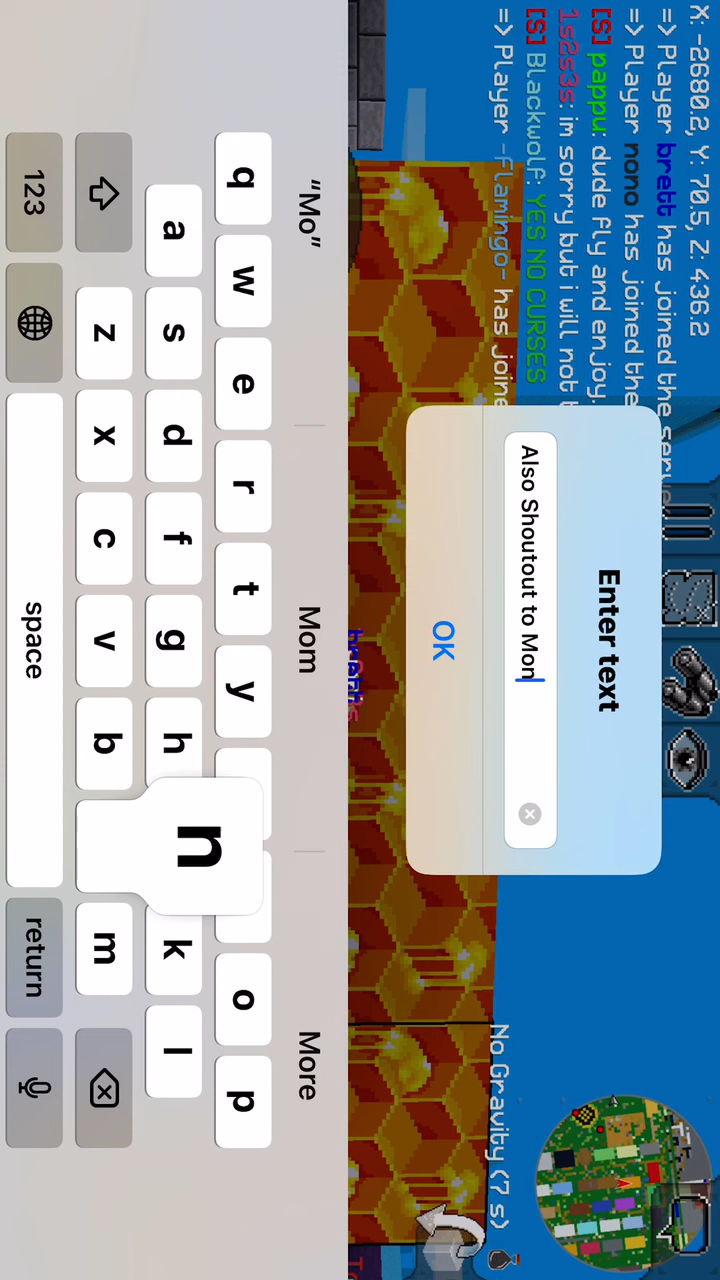 X: -2680.2, Y: 70.5, Z: 436.2
=> Player brett has joined the serve
=> Player nono has joined the
[S] pappu: dude fly and enjoy.
1s2s3s: im sorry but i will not
[S] Blackwolf: YES NO CURSES
=> Player -flamingo- has joine
Enter text
Also Shoutout to Mon
OK
No Gravity (7 s)
brett
"Mo" Mom More
q w e r t y o p
a s d f g h n k l
z x c v b m
123 space return